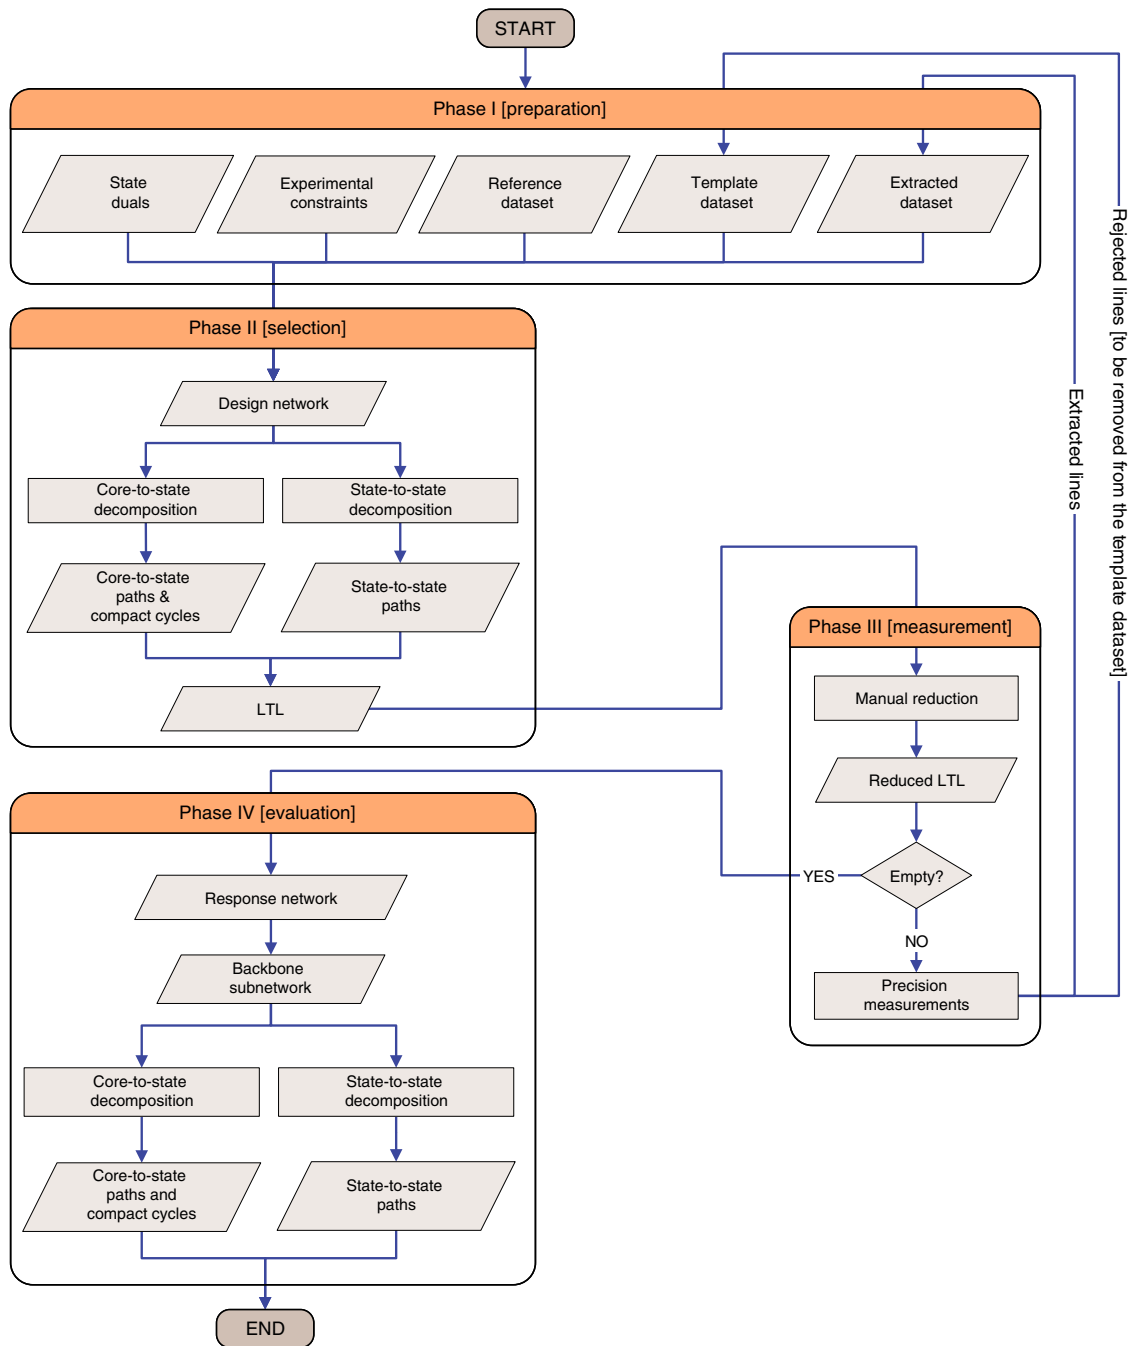 START
Phase I [preparation]
State
duals
Experimental
constraints
Reference
dataset
Template
dataset
Extracted
dataset
Rejected lines [to be removed from the template dataset]
Extracted lines
Phase II [selection]
Design network
Core-to-state
decomposition
State-to-state
decomposition
Core-to-state
paths &
compact cycles
State-to-state
paths
LTL
Phase III [measurement]
Manual reduction
Reduced LTL
Empty?
YES
NO
Precision
measurements
Phase IV [evaluation]
Response network
Backbone
subnetwork
Core-to-state
decomposition
State-to-state
decomposition
Core-to-state
paths and
compact cycles
State-to-state
paths
END